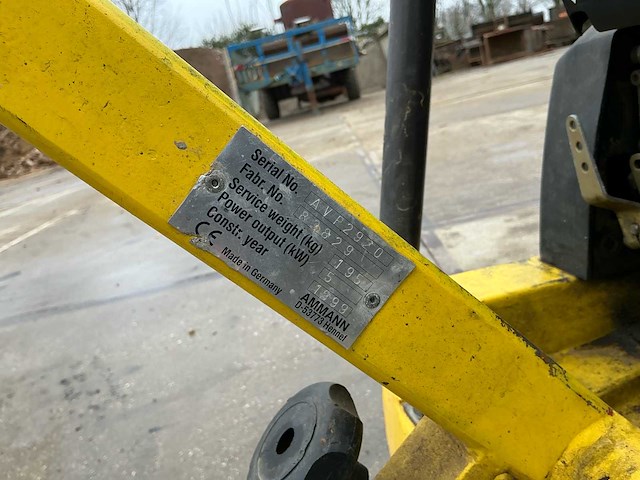 Serial No. AVP2920
Fabr. No.
Service weight (kg) 195
Power output (kW) 5
Constr. year 1999
CE Made in Germany
AMMANN
D-53773 Hennef